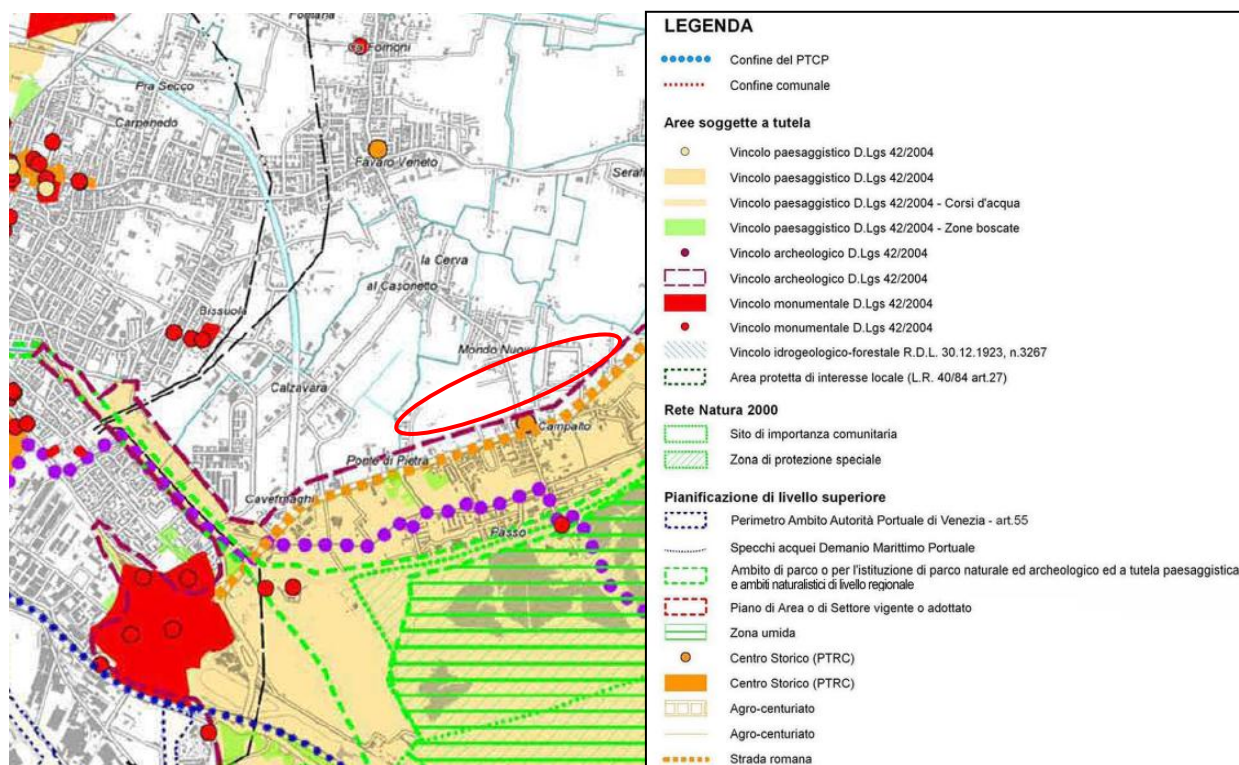 Fornoni
Pra Secco
Carpenedo
Favaro Veneto
la Cerva
al Casonetto
Bissuola
Mondo Nuovo
Calzavara
Campalto
Ponte di Pietra
Cavergnaghi
Passo
LEGENDA
Confine del PTCP
Confine comunale
Aree soggette a tutela
Vincolo paesaggistico D.Lgs 42/2004
Vincolo paesaggistico D.Lgs 42/2004
Vincolo paesaggistico D.Lgs 42/2004 - Corsi d'acqua
Vincolo paesaggistico D.Lgs 42/2004 - Zone boscate
Vincolo archeologico D.Lgs 42/2004
Vincolo archeologico D.Lgs 42/2004
Vincolo monumentale D.Lgs 42/2004
Vincolo monumentale D.Lgs 42/2004
Vincolo idrogeologico-forestale R.D.L. 30.12.1923, n.3267
Area protetta di interesse locale (L.R. 40/84 art.27)
Rete Natura 2000
Sito di importanza comunitaria
Zona di protezione speciale
Pianificazione di livello superiore
Perimetro Ambito Autorità Portuale di Venezia - art.55
Specchi acquei Demanio Marittimo Portuale
Ambito di parco o per l'istituzione di parco naturale ed archeologico ed a tutela paesaggistica
e ambiti naturalistici di livello regionale
Piano di Area o di Settore vigente o adottato
Zona umida
Centro Storico (PTRC)
Centro Storico (PTRC)
Agro-centuriato
Agro-centuriato
Strada romana